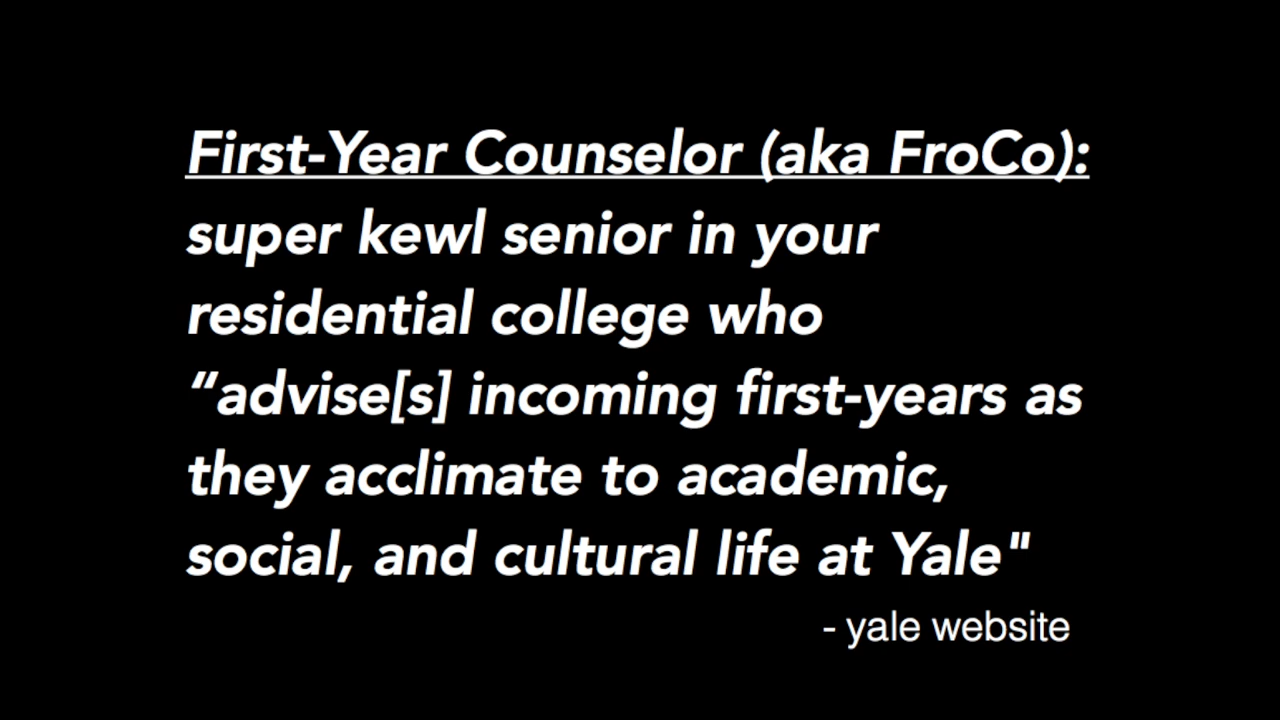 First-Year Counselor (aka FroCo):
super kewl senior in your
residential college who
“advise[s] incoming first-years as
they acclimate to academic,
social, and cultural life at Yale"
- yale website